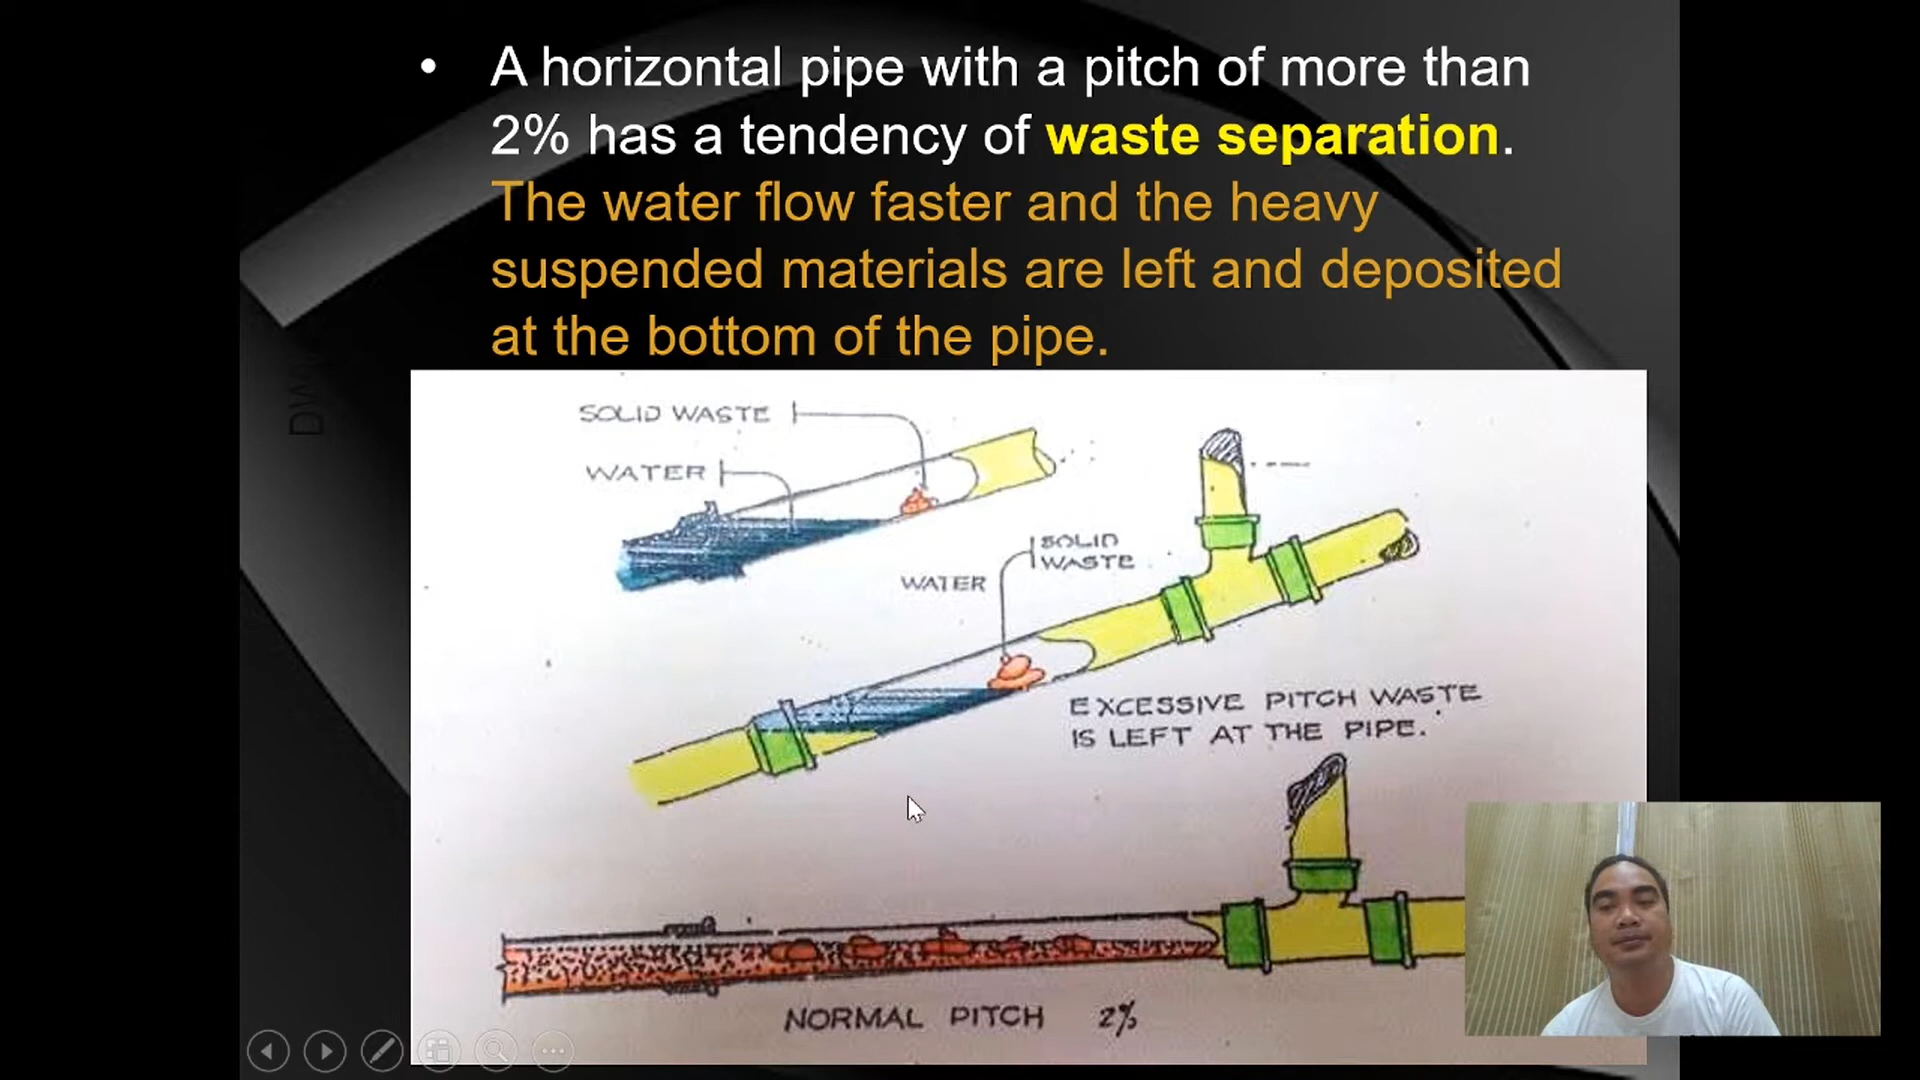 • A horizontal pipe with a pitch of more than
2% has a tendency of waste separation.
The water flow faster and the heavy
suspended materials are left and deposited
at the bottom of the pipe.
SOLID WASTE
WATER
SOLID
WASTE
WATER
EXCESSIVE PITCH WASTE
IS LEFT AT THE PIPE.
NORMAL PITCH 2%